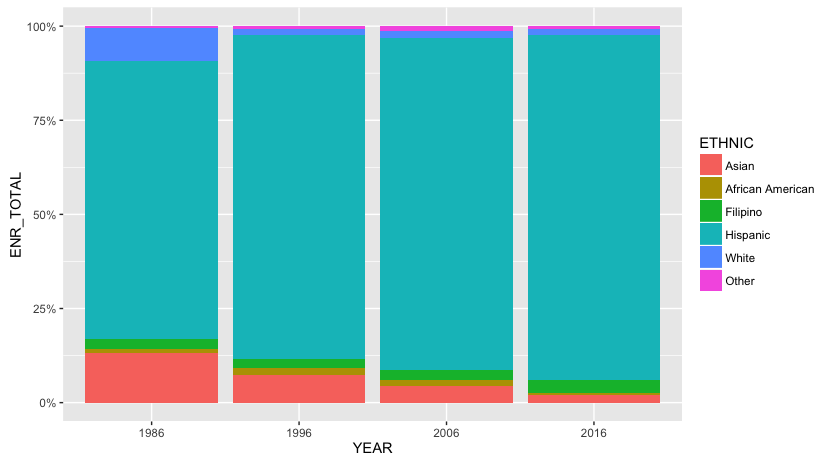 100%
75%
50%
25%
0%
ENR_TOTAL
1986 1996 2006 2016
YEAR
ETHNIC
Asian
African American
Filipino
Hispanic
White
Other